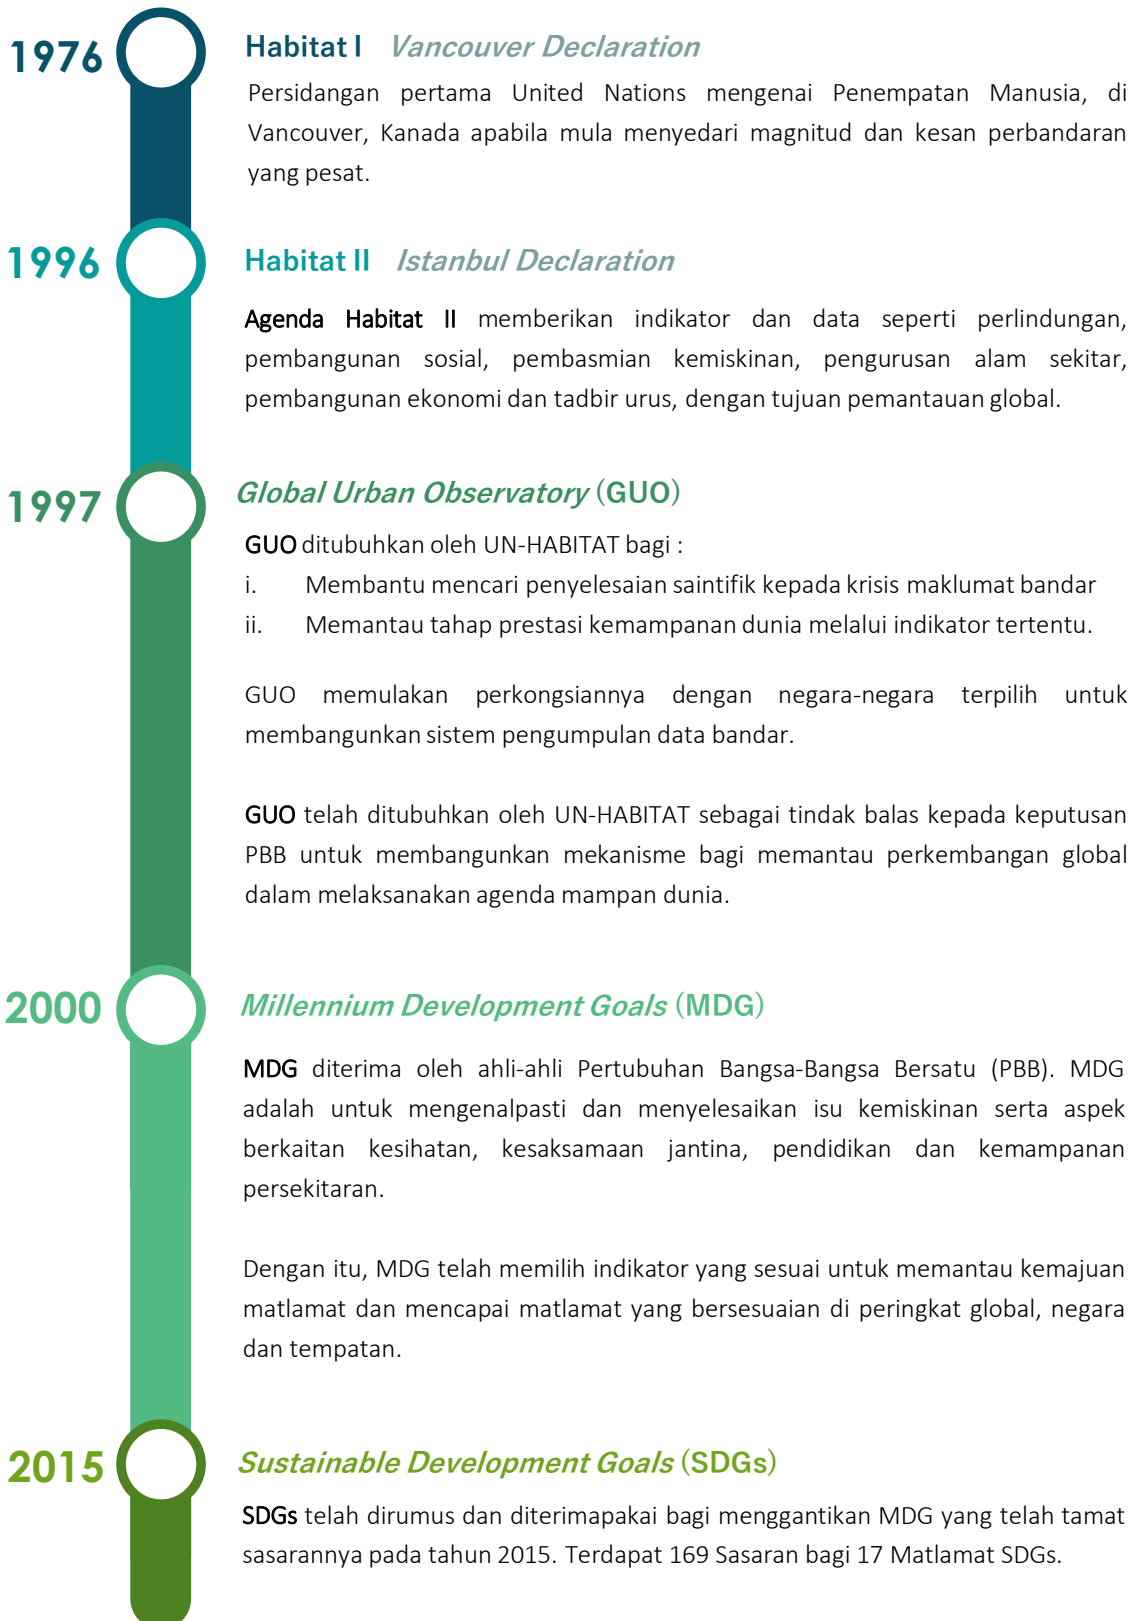 1976
Habitat I Vancouver Declaration
Persidangan pertama United Nations mengenai Penempatan Manusia, di
Vancouver, Kanada apabila mula menyedari magnitud dan kesan perbandaran
yang pesat.
1996
Habitat II Istanbul Declaration
Agenda Habitat II memberikan indikator dan data seperti perlindungan,
pembangunan sosial, pembasmian kemiskinan, pengurusan alam sekitar,
pembangunan ekonomi dan tadbir urus, dengan tujuan pemantauan global.
1997
Global Urban Observatory (GUO)
GUO ditubuhkan oleh UN-HABITAT bagi :
i. Membantu mencari penyelesaian saintifik kepada krisis maklumat bandar
ii. Memantau tahap prestasi kemampanan dunia melalui indikator tertentu.
GUO memulakan perkongsiannya dengan negara-negara terpilih untuk
membangunkan sistem pengumpulan data bandar.
GUO telah ditubuhkan oleh UN-HABITAT sebagai tindak balas kepada keputusan
PBB untuk membangunkan mekanisme bagi memantau perkembangan global
dalam melaksanakan agenda mampan dunia.
2000
Millennium Development Goals (MDG)
MDG diterima oleh ahli-ahli Pertubuhan Bangsa-Bangsa Bersatu (PBB). MDG
adalah untuk mengenalpasti dan menyelesaikan isu kemiskinan serta aspek
berkaitan kesihatan, kesaksamaan jantina, pendidikan dan kemampanan
persekitaran.
Dengan itu, MDG telah memilih indikator yang sesuai untuk memantau kemajuan
matlamat dan mencapai matlamat yang bersesuaian di peringkat global, negara
dan tempatan.
2015
Sustainable Development Goals (SDGs)
SDGs telah dirumus dan diterimapakai bagi menggantikan MDG yang telah tamat
sasarannya pada tahun 2015. Terdapat 169 Sasaran bagi 17 Matlamat SDGs.